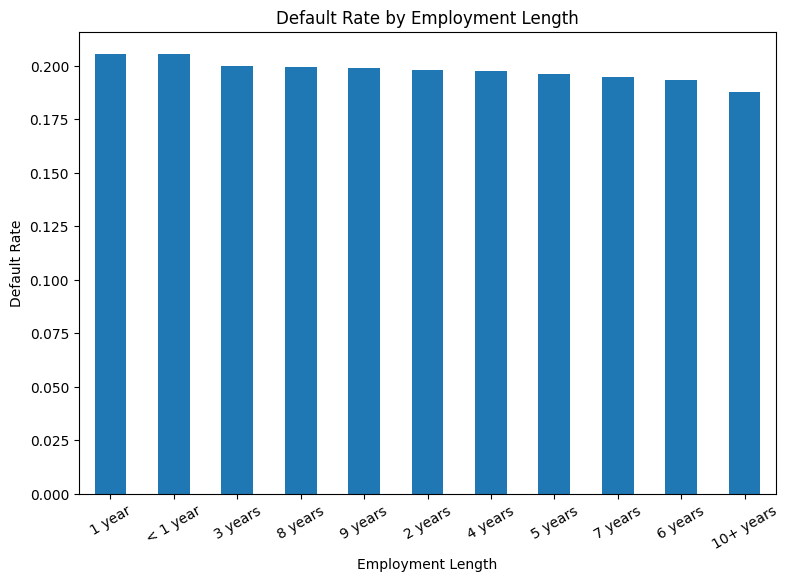 Default Rate by Employment Length
Default Rate
0.200
0.175
0.150
0.125
0.100
0.075
0.050
0.025
0.000
1 year
< 1 year
3 years
8 years
9 years
2 years
4 years
5 years
7 years
6 years
10+ years
Employment Length